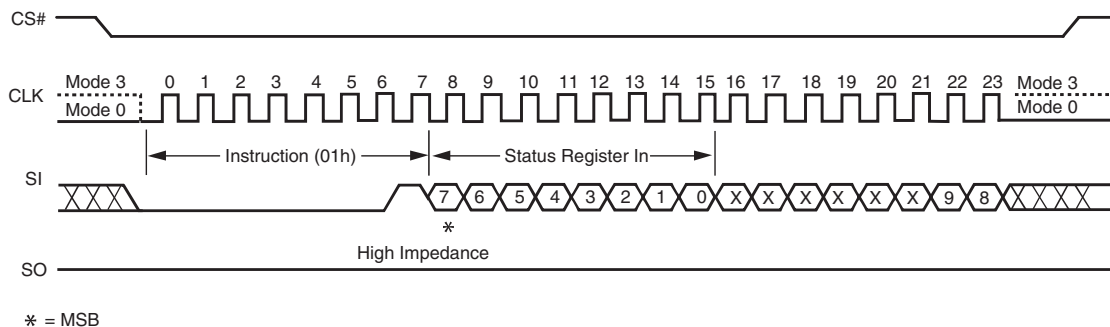 CS#
Mode 3 0 1 2 3 4 5 6 7 8 9 10 11 12 13 14 15 16 17 18 19 20 21 22 23 Mode 3
CLK
Mode 0 Mode 0
Instruction (01h) Status Register In
SI
X X X 7 6 5 4 3 2 1 0 X X X X X X 9 8 X X X X
*
High Impedance
SO
* = MSB